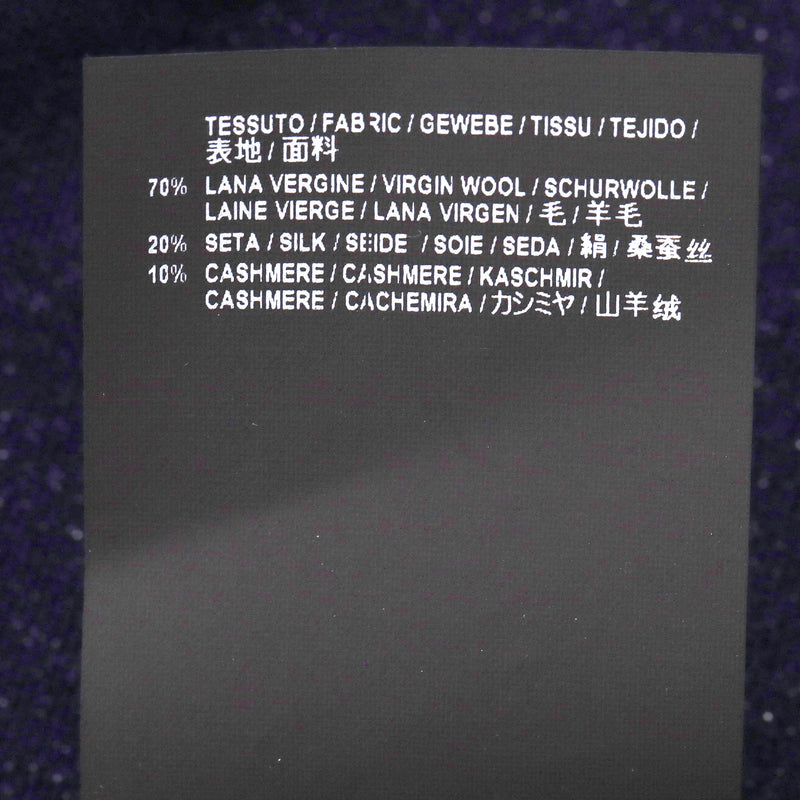 TESSUTO / FABRIC / GEWEBE / TISSU / TEJIDO /
表地 / 面料
70% LANA VERGINE / VIRGIN WOOL / SCHURWOLLE /
LAINE VIERGE / LANA VIRGEN / 毛 / 羊毛
20% SETA / SILK / SEIDE / SOIE / SEDA / 絹 / 桑蚕丝
10% CASHMERE / CASHMERE / KASCHMIR /
CASHMERE / CACHEMIRA / カシミヤ / 山羊绒